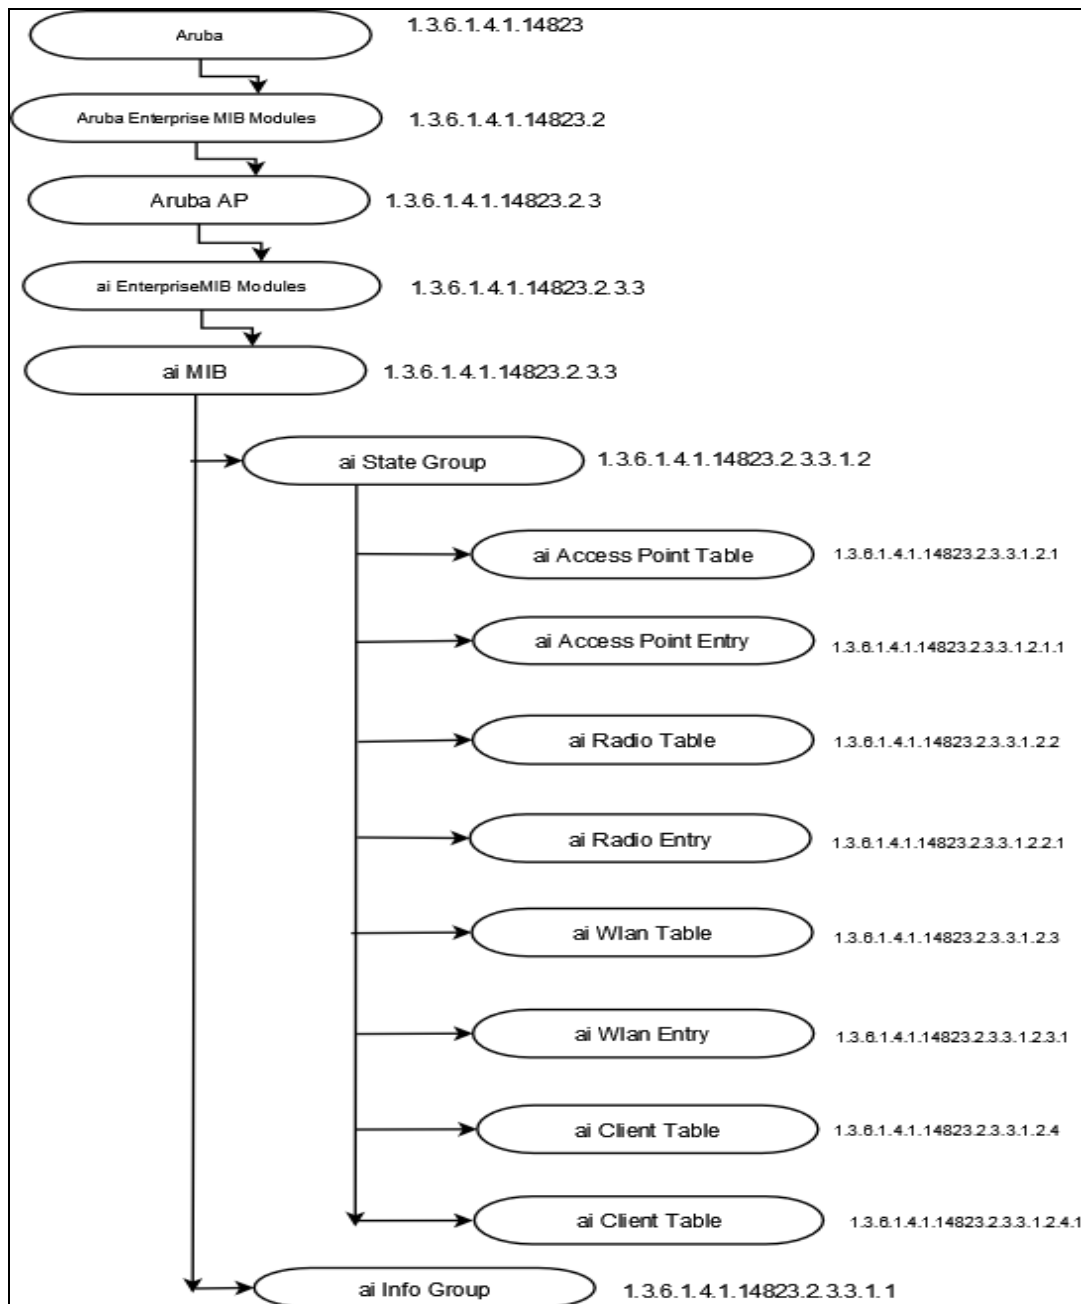 Aruba 1.3.6.1.4.1.14823
Aruba Enterprise MIB Modules 1.3.6.1.4.1.14823.2
Aruba AP 1.3.6.1.4.1.14823.2.3
ai EnterpriseMIB Modules 1.3.6.1.4.1.14823.2.3.3
ai MIB 1.3.6.1.4.1.14823.2.3.3
ai State Group 1.3.6.1.4.1.14823.2.3.3.1.2
ai Access Point Table 1.3.6.1.4.1.14823.2.3.3.1.2.1
ai Access Point Entry 1.3.6.1.4.1.14823.2.3.3.1.2.1.1
ai Radio Table 1.3.6.1.4.1.14823.2.3.3.1.2.2
ai Radio Entry 1.3.6.1.4.1.14823.2.3.3.1.2.2.1
ai Wlan Table 1.3.6.1.4.1.14823.2.3.3.1.2.3
ai Wlan Entry 1.3.6.1.4.1.14823.2.3.3.1.2.3.1
ai Client Table 1.3.6.1.4.1.14823.2.3.3.1.2.4
ai Client Table 1.3.6.1.4.1.14823.2.3.3.1.2.4.1
ai Info Group 1.3.6.1.4.1.14823.2.3.3.1.1